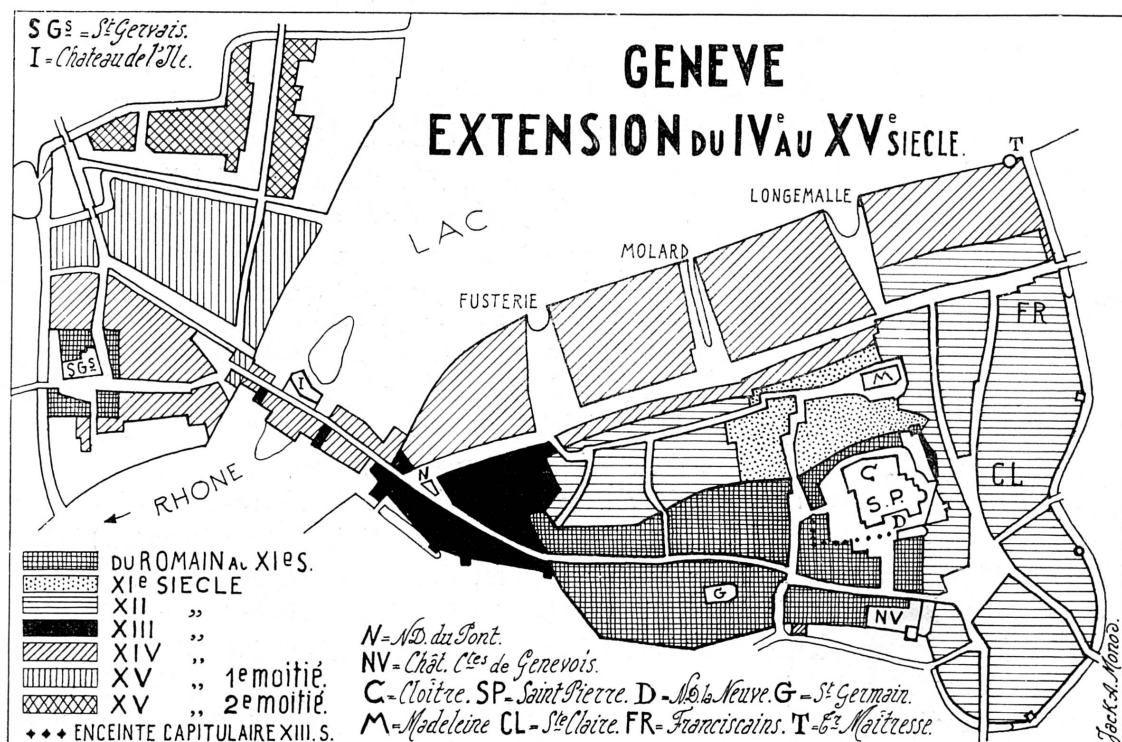 SGs = St Gervais.
I = Chateau de l'Ile.
GENEVE
EXTENSION DU IVe AU XVe SIECLE.
T
LONGEMALLE
LAC
MOLARD
FUSTERIE
FR
SGs
I
M
C
S.P.
CL
D
N
RHONE
G
NV
DU ROMAIN AU XIe S.
XIe SIECLE
XII „
XIII „
XIV „
XV „ 1e moitié.
XV „ 2e moitié.
ENCEINTE CAPITULAIRE XIII. S.
N = ND. du Pont.
NV = Chât. Ctes de Genevois.
C = Cloître. SP = Saint Pierre. D = N.D. la Neuve. G = St Germain.
M = Madeleine CL = Ste Claire. FR = Franciscains. T = Tr Maîtresse.
Jack. A. Monod.